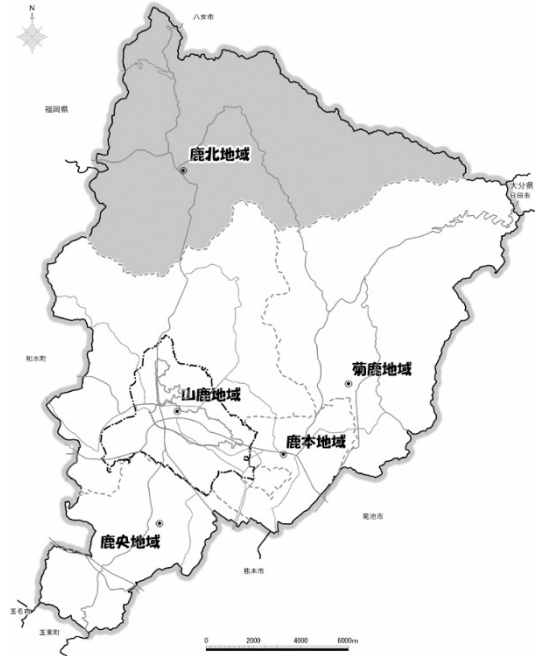 N
八女市
福岡県
鹿北地域
大分県
日田市
和水町
菊鹿地域
山鹿地域
鹿本地域
菊池市
鹿央地域
熊本市
玉名市
玉東町
0 2000 4000 6000m